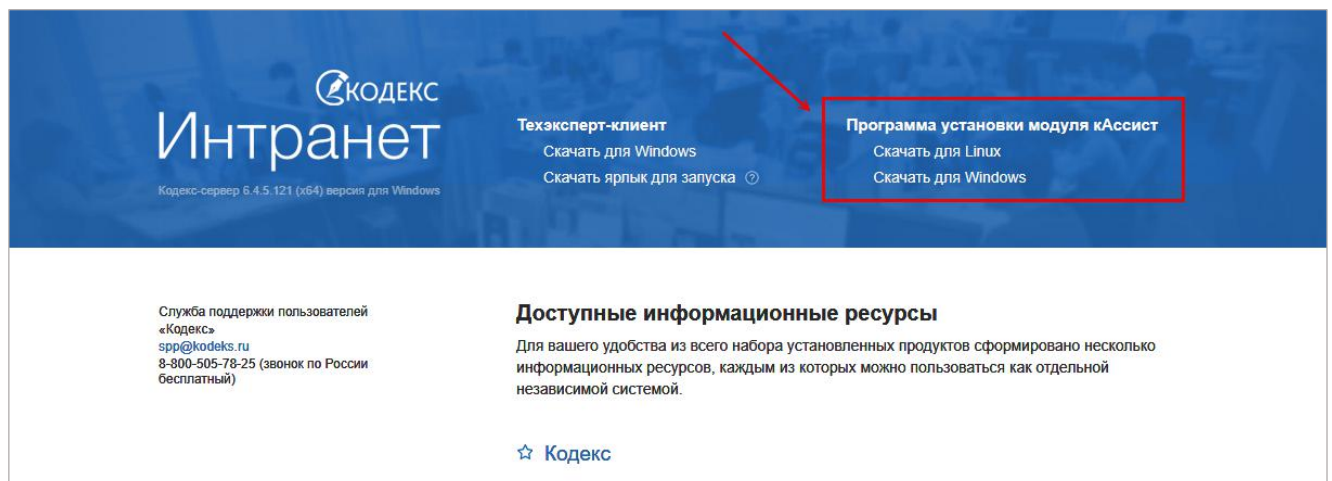 кодекс
Интранет
Кодекс-сервер 6.4.5.121 (x64) версия для Windows
Техэксперт-клиент
Скачать для Windows
Скачать ярлык для запуска ?
Программа установки модуля кАссист
Скачать для Linux
Скачать для Windows
Служба поддержки пользователей
«Кодекс»
spp@kodeks.ru
8-800-505-78-25 (звонок по России
бесплатный)
Доступные информационные ресурсы
Для вашего удобства из всего набора установленных продуктов сформировано несколько
информационных ресурсов, каждым из которых можно пользоваться как отдельной
независимой системой.
Кодекс